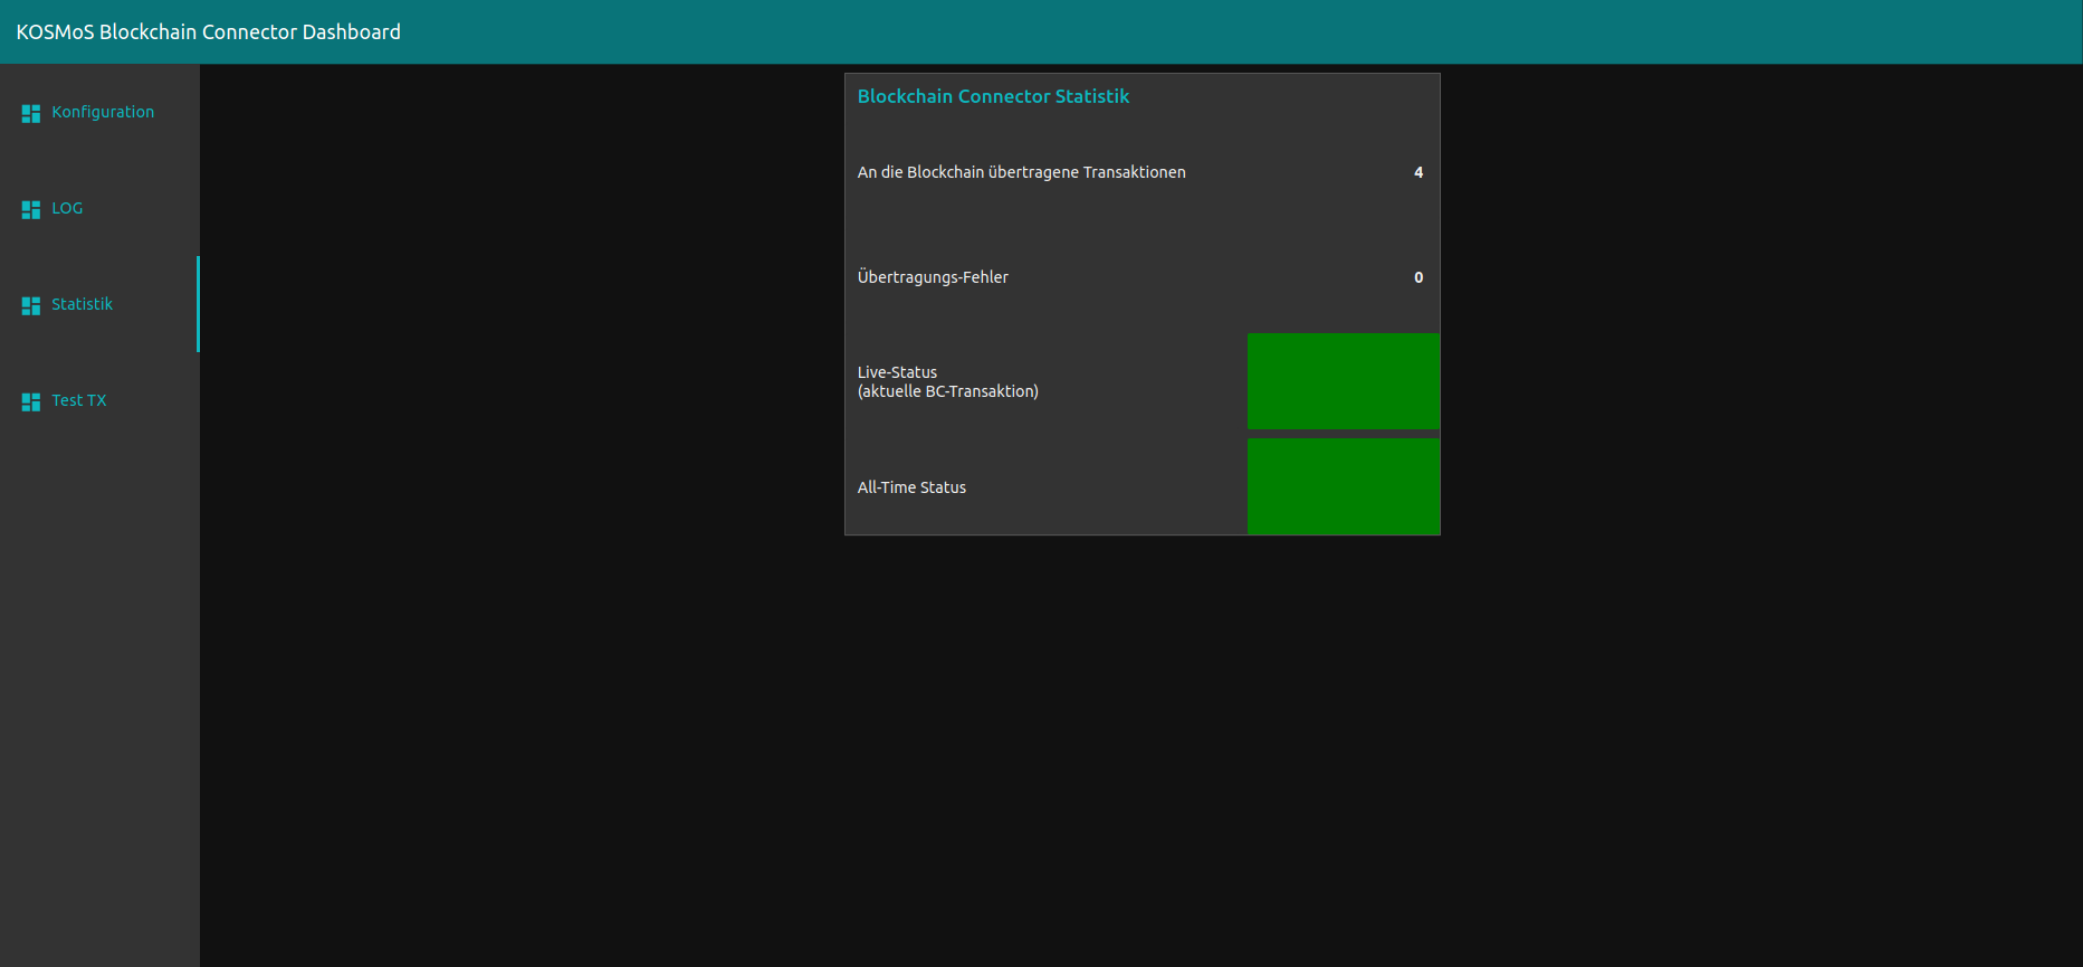 KOSMoS Blockchain Connector Dashboard
Konfiguration
LOG
Statistik
Test TX
Blockchain Connector Statistik
An die Blockchain übertragene Transaktionen 4
Übertragungs-Fehler 0
Live-Status
(aktuelle BC-Transaktion)
All-Time Status